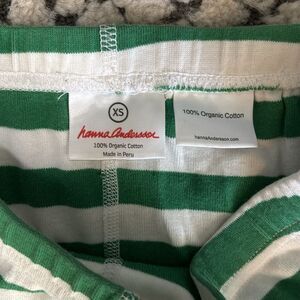 XS
hanna andersson
100% Organic Cotton
Made in Peru
100% Organic Cotton
hannaAndersson.com